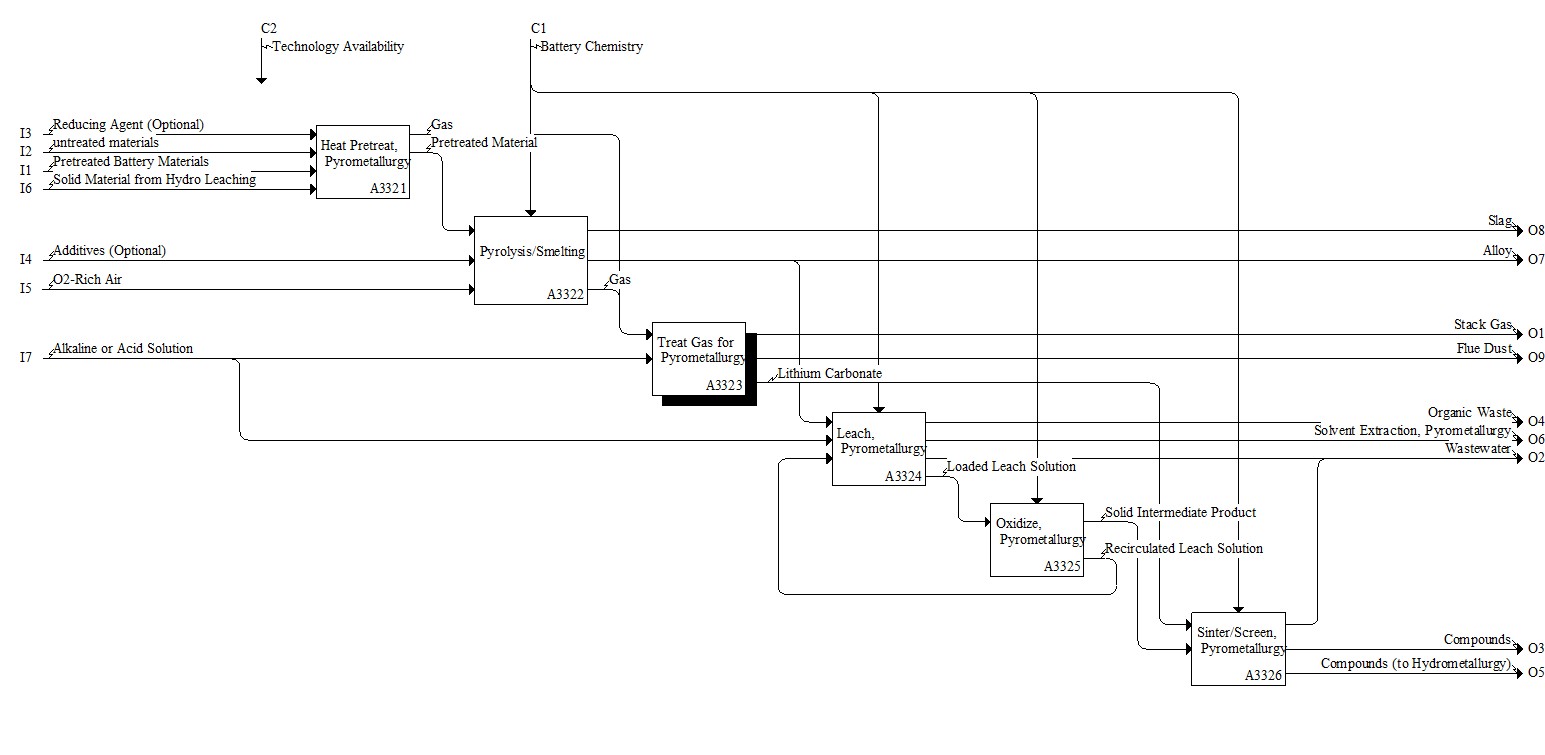 C2
C1
Technology Availability
Battery Chemistry
I3
Reducing Agent (Optional)
Gas
I2
untreated materials
Heat Pretreat,
Pyrometallurgy
A3321
Pretreated Material
I1
Pretreated Battery Materials
I6
Solid Material from Hydro Leaching
Slag
O8
I4
Additives (Optional)
Pyrolysis/Smelting
A3322
Alloy
O7
I5
O2-Rich Air
Gas
Stack Gas
O1
I7
Alkaline or Acid Solution
Treat Gas for
Pyrometallurgy
A3323
Flue Dust
O9
Lithium Carbonate
Organic Waste
O4
Leach,
Pyrometallurgy
A3324
Solvent Extraction, Pyrometallurgy
O6
Wastewater
O2
Loaded Leach Solution
Oxidize,
Pyrometallurgy
A3325
Solid Intermediate Product
Recirculated Leach Solution
Sinter/Screen,
Pyrometallurgy
A3326
Compounds
O3
Compounds (to Hydrometallurgy)
O5